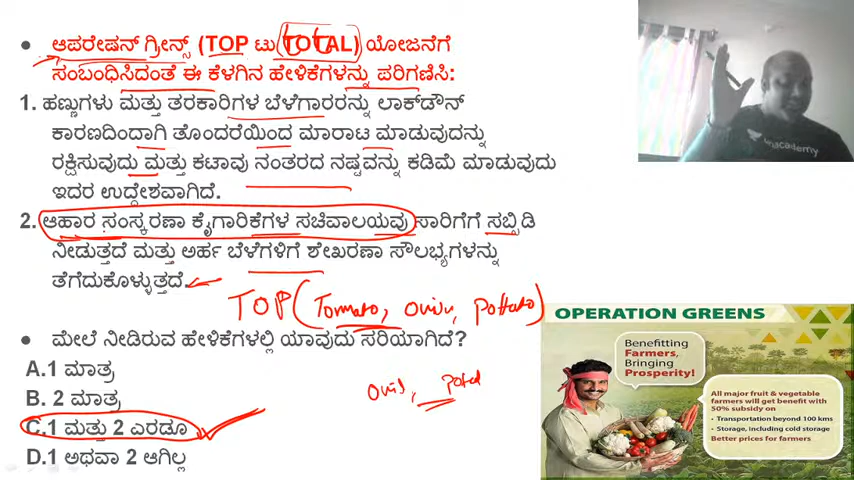 • ಆಪರೇಷನ್ ಗ್ರೀನ್ಸ್ (TOP ಟು TOTAL) ಯೋಜನೆಗೆ
ಸಂಬಂಧಿಸಿದಂತೆ ಈ ಕೆಳಗಿನ ಹೇಳಿಕೆಗಳನ್ನು ಪರಿಗಣಿಸಿ:
1. ಹಣ್ಣುಗಳು ಮತ್ತು ತರಕಾರಿಗಳ ಬೆಳೆಗಾರರನ್ನು ಲಾಕ್‌ಡೌನ್
ಕಾರಣದಿಂದಾಗಿ ತೊಂದರೆಯಿಂದ ಮಾರಾಟ ಮಾಡುವುದನ್ನು
ರಕ್ಷಿಸುವುದು ಮತ್ತು ಕಟಾವು ನಂತರದ ನಷ್ಟವನ್ನು ಕಡಿಮೆ ಮಾಡುವುದು
ಇದರ ಉದ್ದೇಶವಾಗಿದೆ.
2. ಆಹಾರ ಸಂಸ್ಕರಣಾ ಕೈಗಾರಿಕೆಗಳ ಸಚಿವಾಲಯವು ಸಾರಿಗೆಗೆ ಸಬ್ಸಿಡಿ
ನೀಡುತ್ತದೆ ಮತ್ತು ಅರ್ಹ ಬೆಳೆಗಳಿಗೆ ಶೇಖರಣಾ ಸೌಲಭ್ಯಗಳನ್ನು
ತೆಗೆದುಕೊಳ್ಳುತ್ತದೆ.
TOP (Tomato, Onion, Pottato)
• ಮೇಲೆ ನೀಡಿರುವ ಹೇಳಿಕೆಗಳಲ್ಲಿ ಯಾವುದು ಸರಿಯಾಗಿದೆ?
A.1 ಮಾತ್ರ
B. 2 ಮಾತ್ರ
C.1 ಮತ್ತು 2 ಎರಡೂ
D.1 ಅಥವಾ 2 ಆಗಿಲ್ಲ
OPERATION GREENS
Benefitting
Farmers,
Bringing
Prosperity!
All major fruit & vegetable
farmers will get benefit with
50% subsidy on
• Transportation beyond 100 kms
• Storage, including cold storage
Better prices for farmers